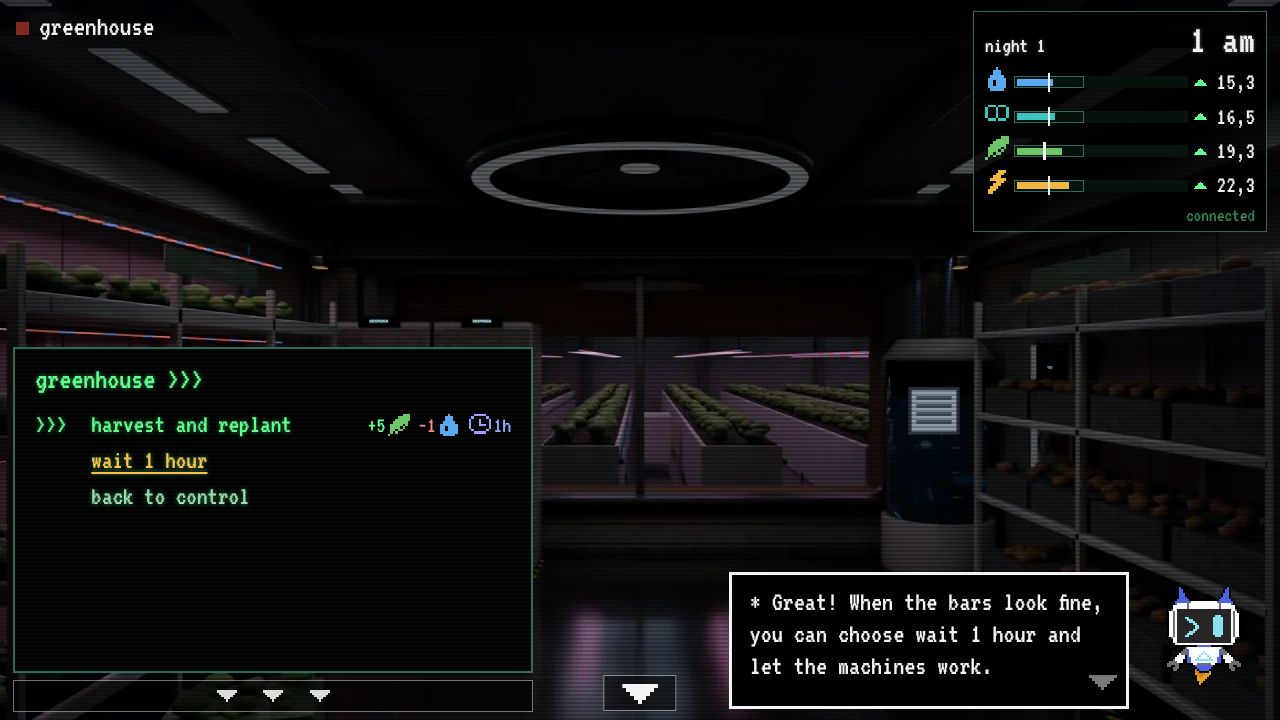 greenhouse
night 1
1 am
15,3
16,5
19,3
22,3
connected
greenhouse >>>
>>> harvest and replant +5 -1 1h
wait 1 hour
back to control
* Great! When the bars look fine,
you can choose wait 1 hour and
let the machines work.